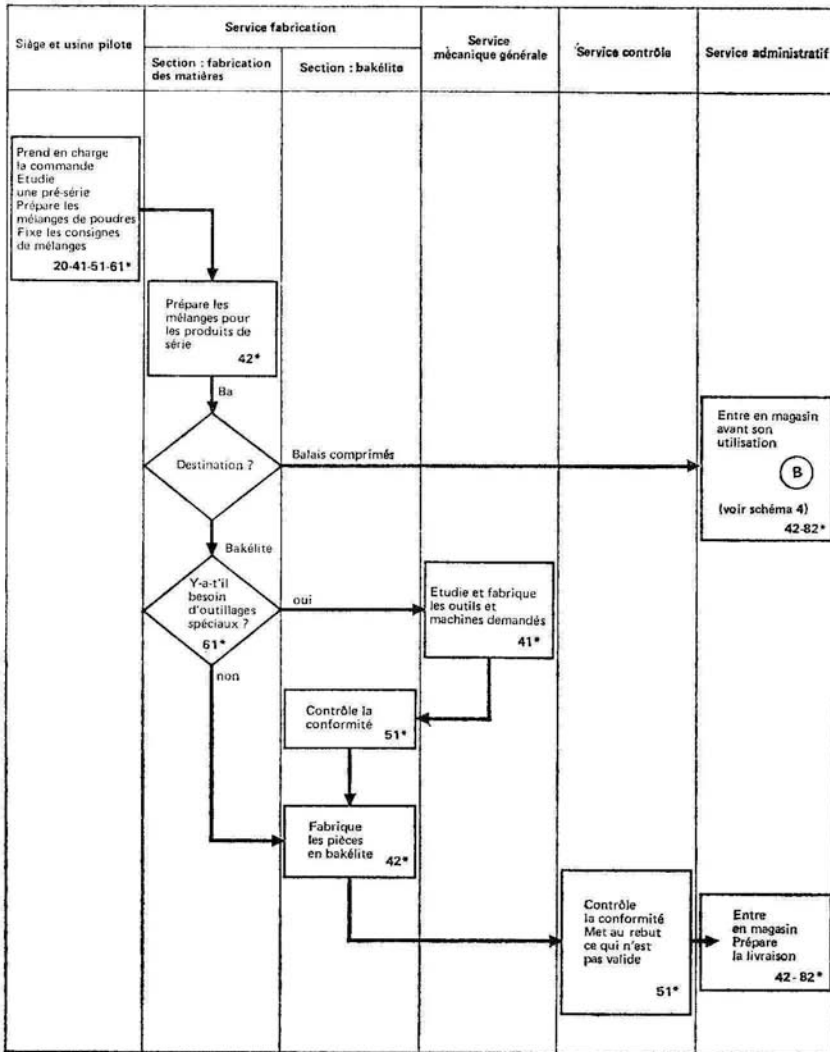 Siège et usine pilote
Service fabrication
Section : fabrication
des matières
Section : bakélite
Service
mécanique générale
Service contrôle
Service administratif
Prend en charge
la commande
Etudie
une pré-série
Prépare les
mélanges de poudres
Fixe les consignes
de mélanges
20-41-51-61*
Prépare les
mélanges pour
les produits de
série
42*
Ba
Destination ?
Balais comprimés
Entre en magasin
avant son
utilisation
B
(voir schéma 4)
42-82*
Bakélite
Y-a-t'il
besoin
d'outillages
spéciaux ?
61*
oui
Etudie et fabrique
les outils et
machines demandés
41*
non
Contrôle la
conformité
51*
Fabrique
les pièces
en bakélite
42*
Contrôle
la conformité
Met au rebut
ce qui n'est
pas valide
51*
Entre
en magasin
Prépare
la livraison
42-82*